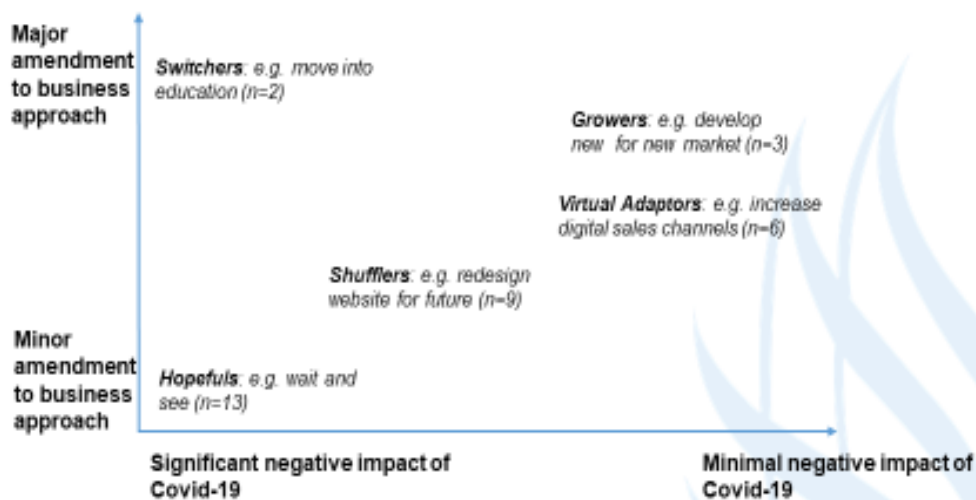 Major
amendment
to business
approach
Switchers: e.g. move into
education (n=2)
Growers: e.g. develop
new for new market (n=3)
Virtual Adaptors: e.g. increase
digital sales channels (n=6)
Shufflers: e.g. redesign
website for future (n=9)
Minor
amendment
to business
approach
Hopefuls: e.g. wait and
see (n=13)
Significant negative impact of
Covid-19
Minimal negative impact of
Covid-19